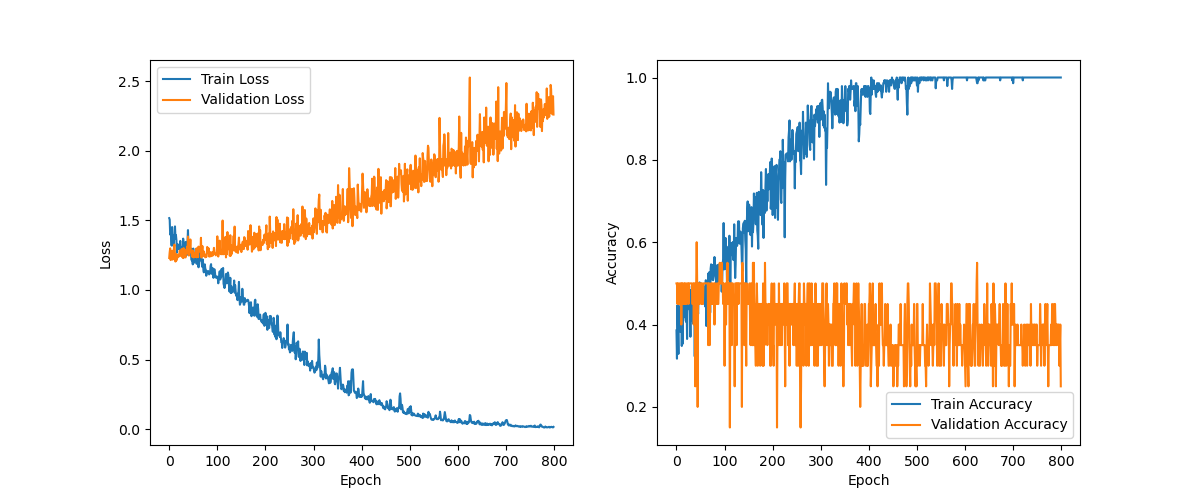 Train Loss
Validation Loss
2.5
2.0
1.5
1.0
0.5
0.0
Loss
0 100 200 300 400 500 600 700 800
Epoch
1.0
0.8
0.6
0.4
0.2
Accuracy
Train Accuracy
Validation Accuracy
0 100 200 300 400 500 600 700 800
Epoch